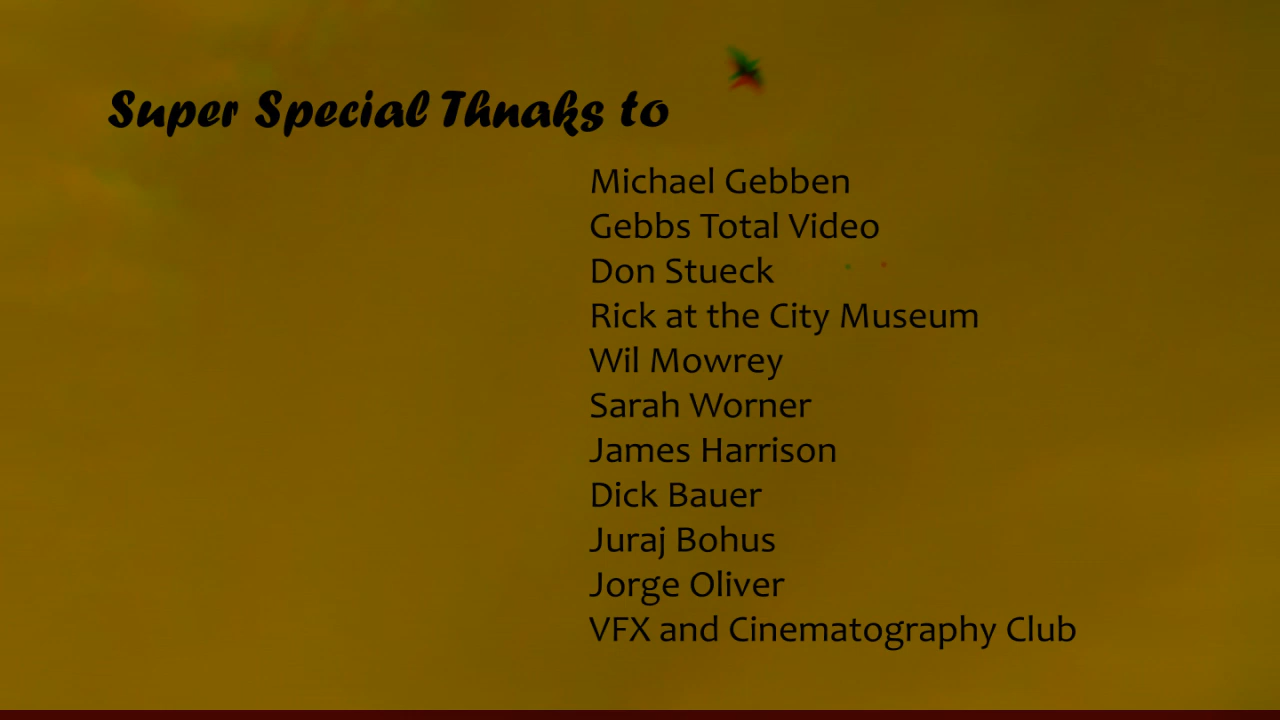 Super Special Thnaks to
Michael Gebben
Gebbs Total Video
Don Stueck
Rick at the City Museum
Wil Mowrey
Sarah Worner
James Harrison
Dick Bauer
Juraj Bohus
Jorge Oliver
VFX and Cinematography Club